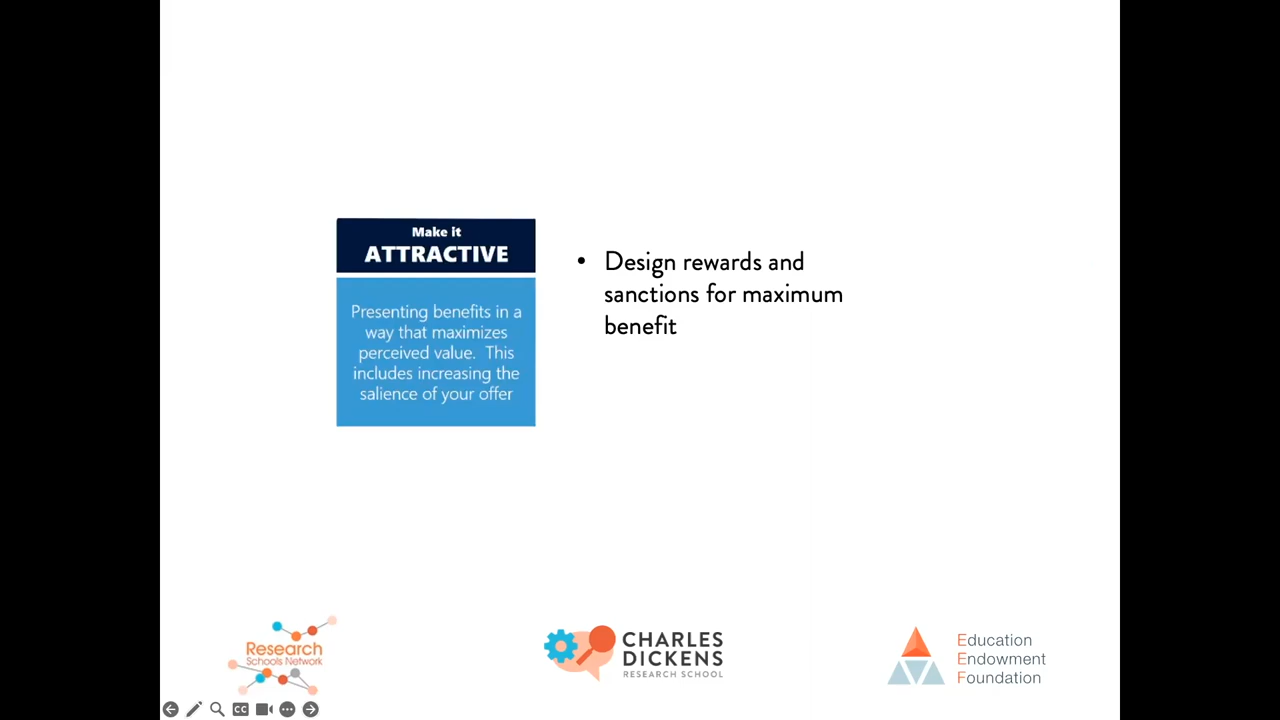 Make it
ATTRACTIVE
Presenting benefits in a
way that maximizes
perceived value. This
includes increasing the
salience of your offer
• Design rewards and
sanctions for maximum
benefit
Research
Schools Network
CHARLES
DICKENS
RESEARCH SCHOOL
Education
Endowment
Foundation
CC